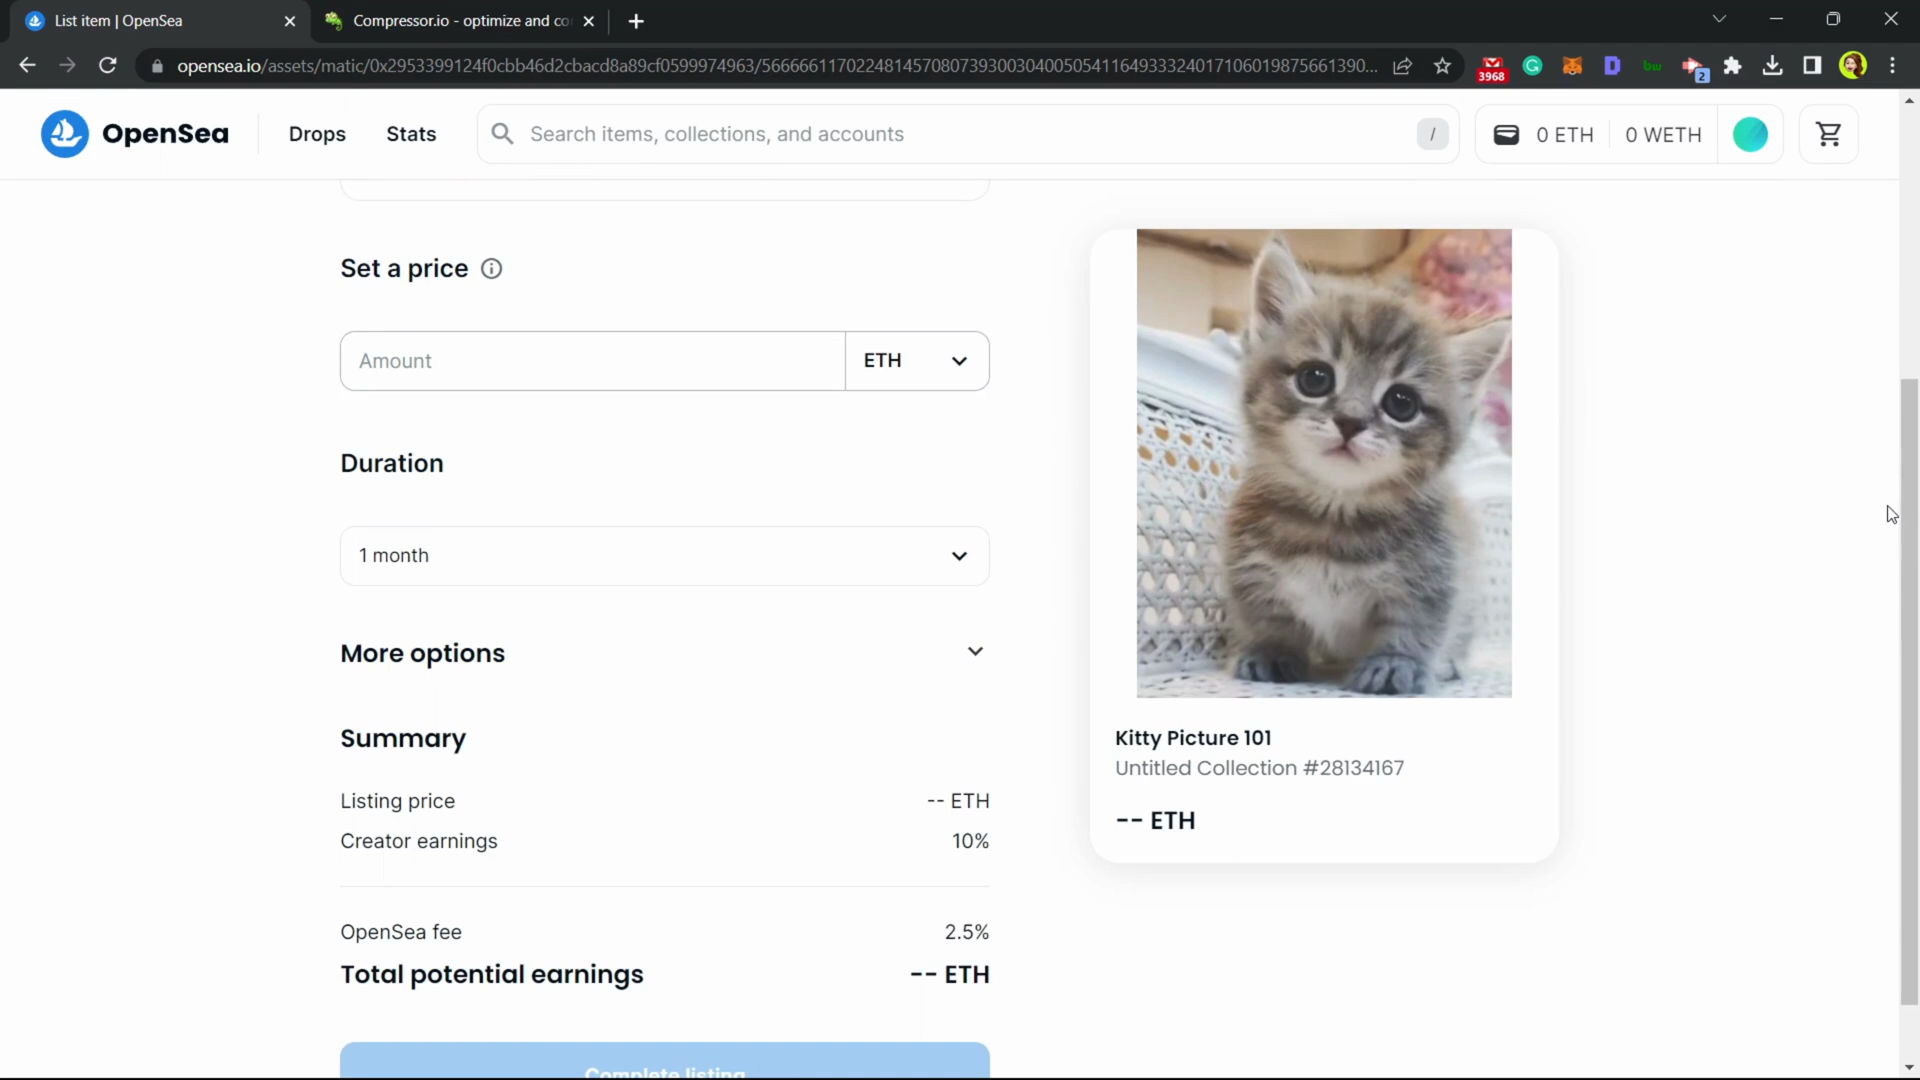 List item | OpenSea
Compressor.io - optimize and co
opensea.io/assets/matic/0x2953399124f0cbb46d2cbacd8a89cf0599974963/56666611702248145708073930030400505411649333240171060198756613​90...
3968
2
OpenSea
Drops
Stats
Search items, collections, and accounts
/
0 ETH
0 WETH
Set a price
Amount
ETH
Duration
1 month
More options
Summary
Listing price
-- ETH
Creator earnings
10%
OpenSea fee
2.5%
Total potential earnings
-- ETH
Complete listing
Kitty Picture 101
Untitled Collection #28134167
-- ETH